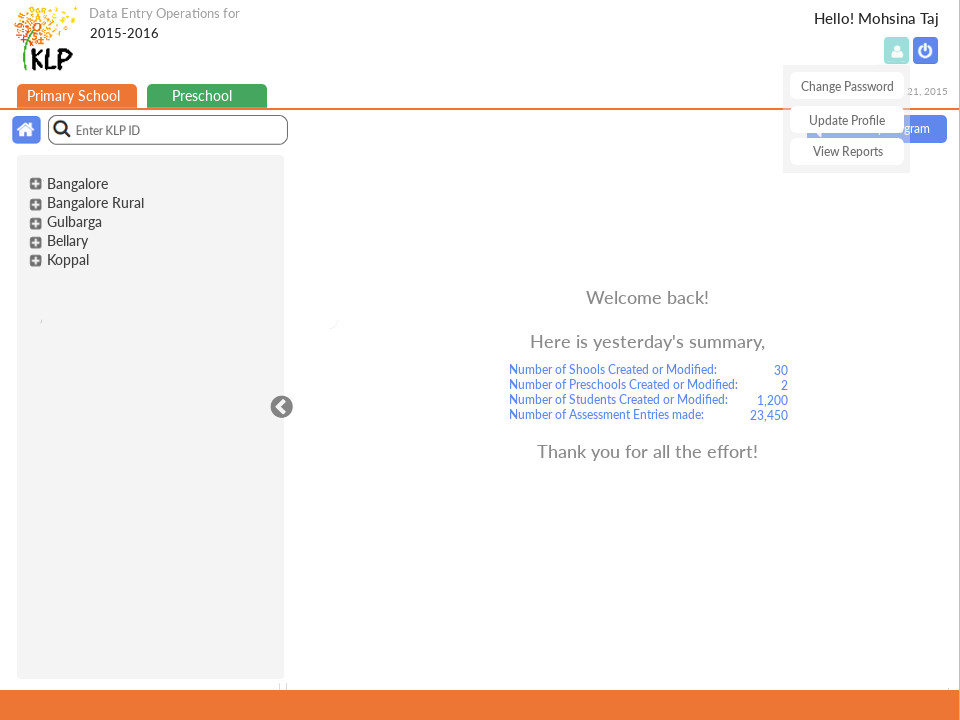 Data Entry Operations for
2015-2016
KLP
Hello! Mohsina Taj
Primary School
Preschool
Change Password
21, 2015
Enter KLP ID
Update Profile
View Reports
Bangalore
Bangalore Rural
Gulbarga
Bellary
Koppal
Welcome back!
Here is yesterday's summary,
Number of Shools Created or Modified: 30
Number of Preschools Created or Modified: 2
Number of Students Created or Modified: 1,200
Number of Assessment Entries made: 23,450
Thank you for all the effort!